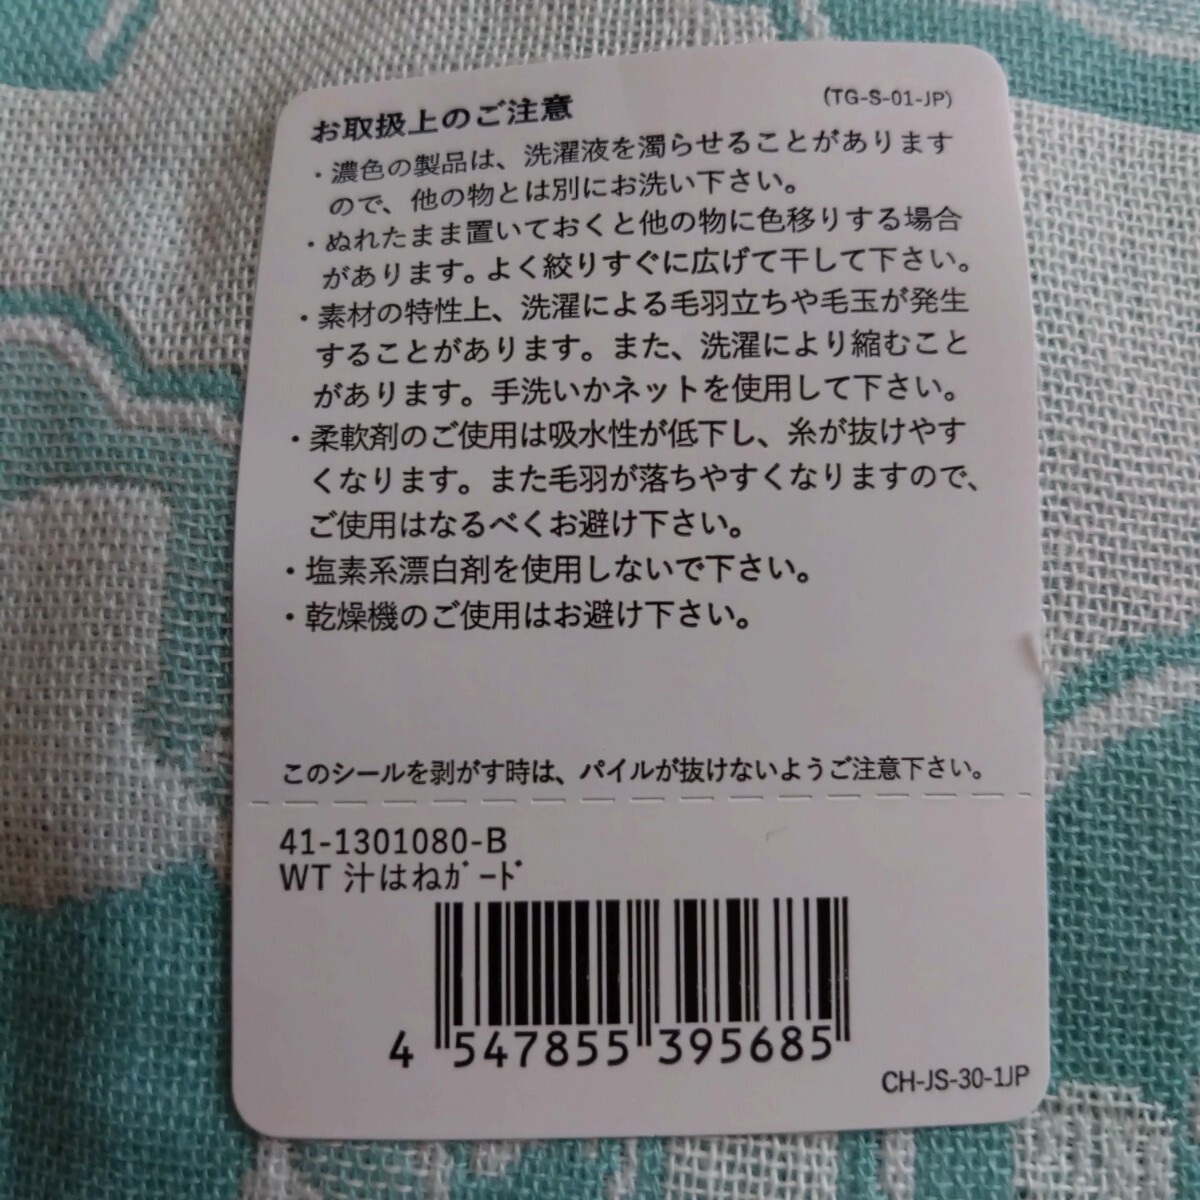 お取扱上のご注意
(TG-S-01-JP)
・濃色の製品は、洗濯液を濁らせることがあります
ので、他の物とは別にお洗い下さい。
・ぬれたまま置いておくと他の物に色移りする場合
があります。よく絞りすぐに広げて干して下さい。
・素材の特性上、洗濯による毛羽立ちや毛玉が発生
することがあります。また、洗濯により縮むこと
があります。手洗いかネットを使用して下さい。
・柔軟剤のご使用は吸水性が低下し、糸が抜けやす
くなります。また毛羽が落ちやすくなりますので、
ご使用はなるべくお避け下さい。
・塩素系漂白剤を使用しないで下さい。
・乾燥機のご使用はお避け下さい。
このシールを剥がす時は、パイルが抜けないようご注意下さい。
41-1301080-B
WT 汁はねｶﾞｰﾄﾞ
4 547855 395685
CH-JS-30-1JP